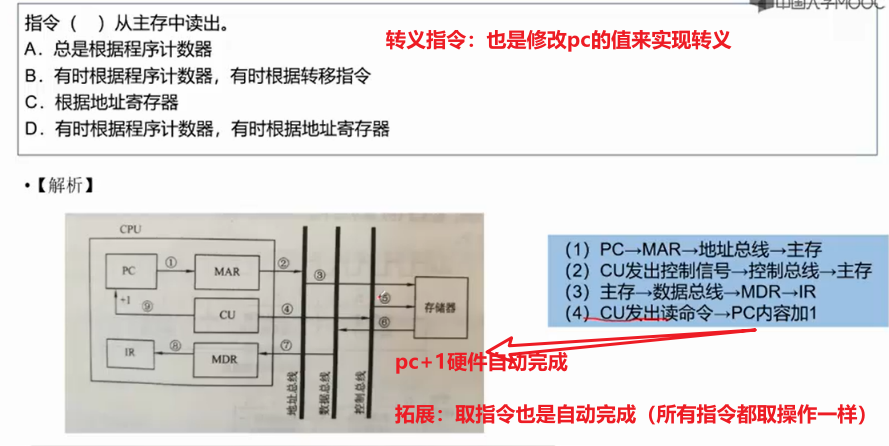 中国大学MOOC
指令（ ）从主存中读出。
转义指令：也是修改pc的值来实现转义
A．总是根据程序计数器
B．有时根据程序计数器，有时根据转移指令
C．根据地址寄存器
D．有时根据程序计数器，有时根据地址寄存器
•【解析】
CPU
PC
①
MAR
②
③
+1
⑨
CU
④
⑤
存储器
⑥
IR
⑧
MDR
⑦
地址总线
数据总线
控制总线
（1）PC→MAR→地址总线→主存
（2）CU发出控制信号→控制总线→主存
（3）主存→数据总线→MDR→IR
（4）CU发出读命令→PC内容加1
pc+1硬件自动完成
拓展：取指令也是自动完成（所有指令都取操作一样）